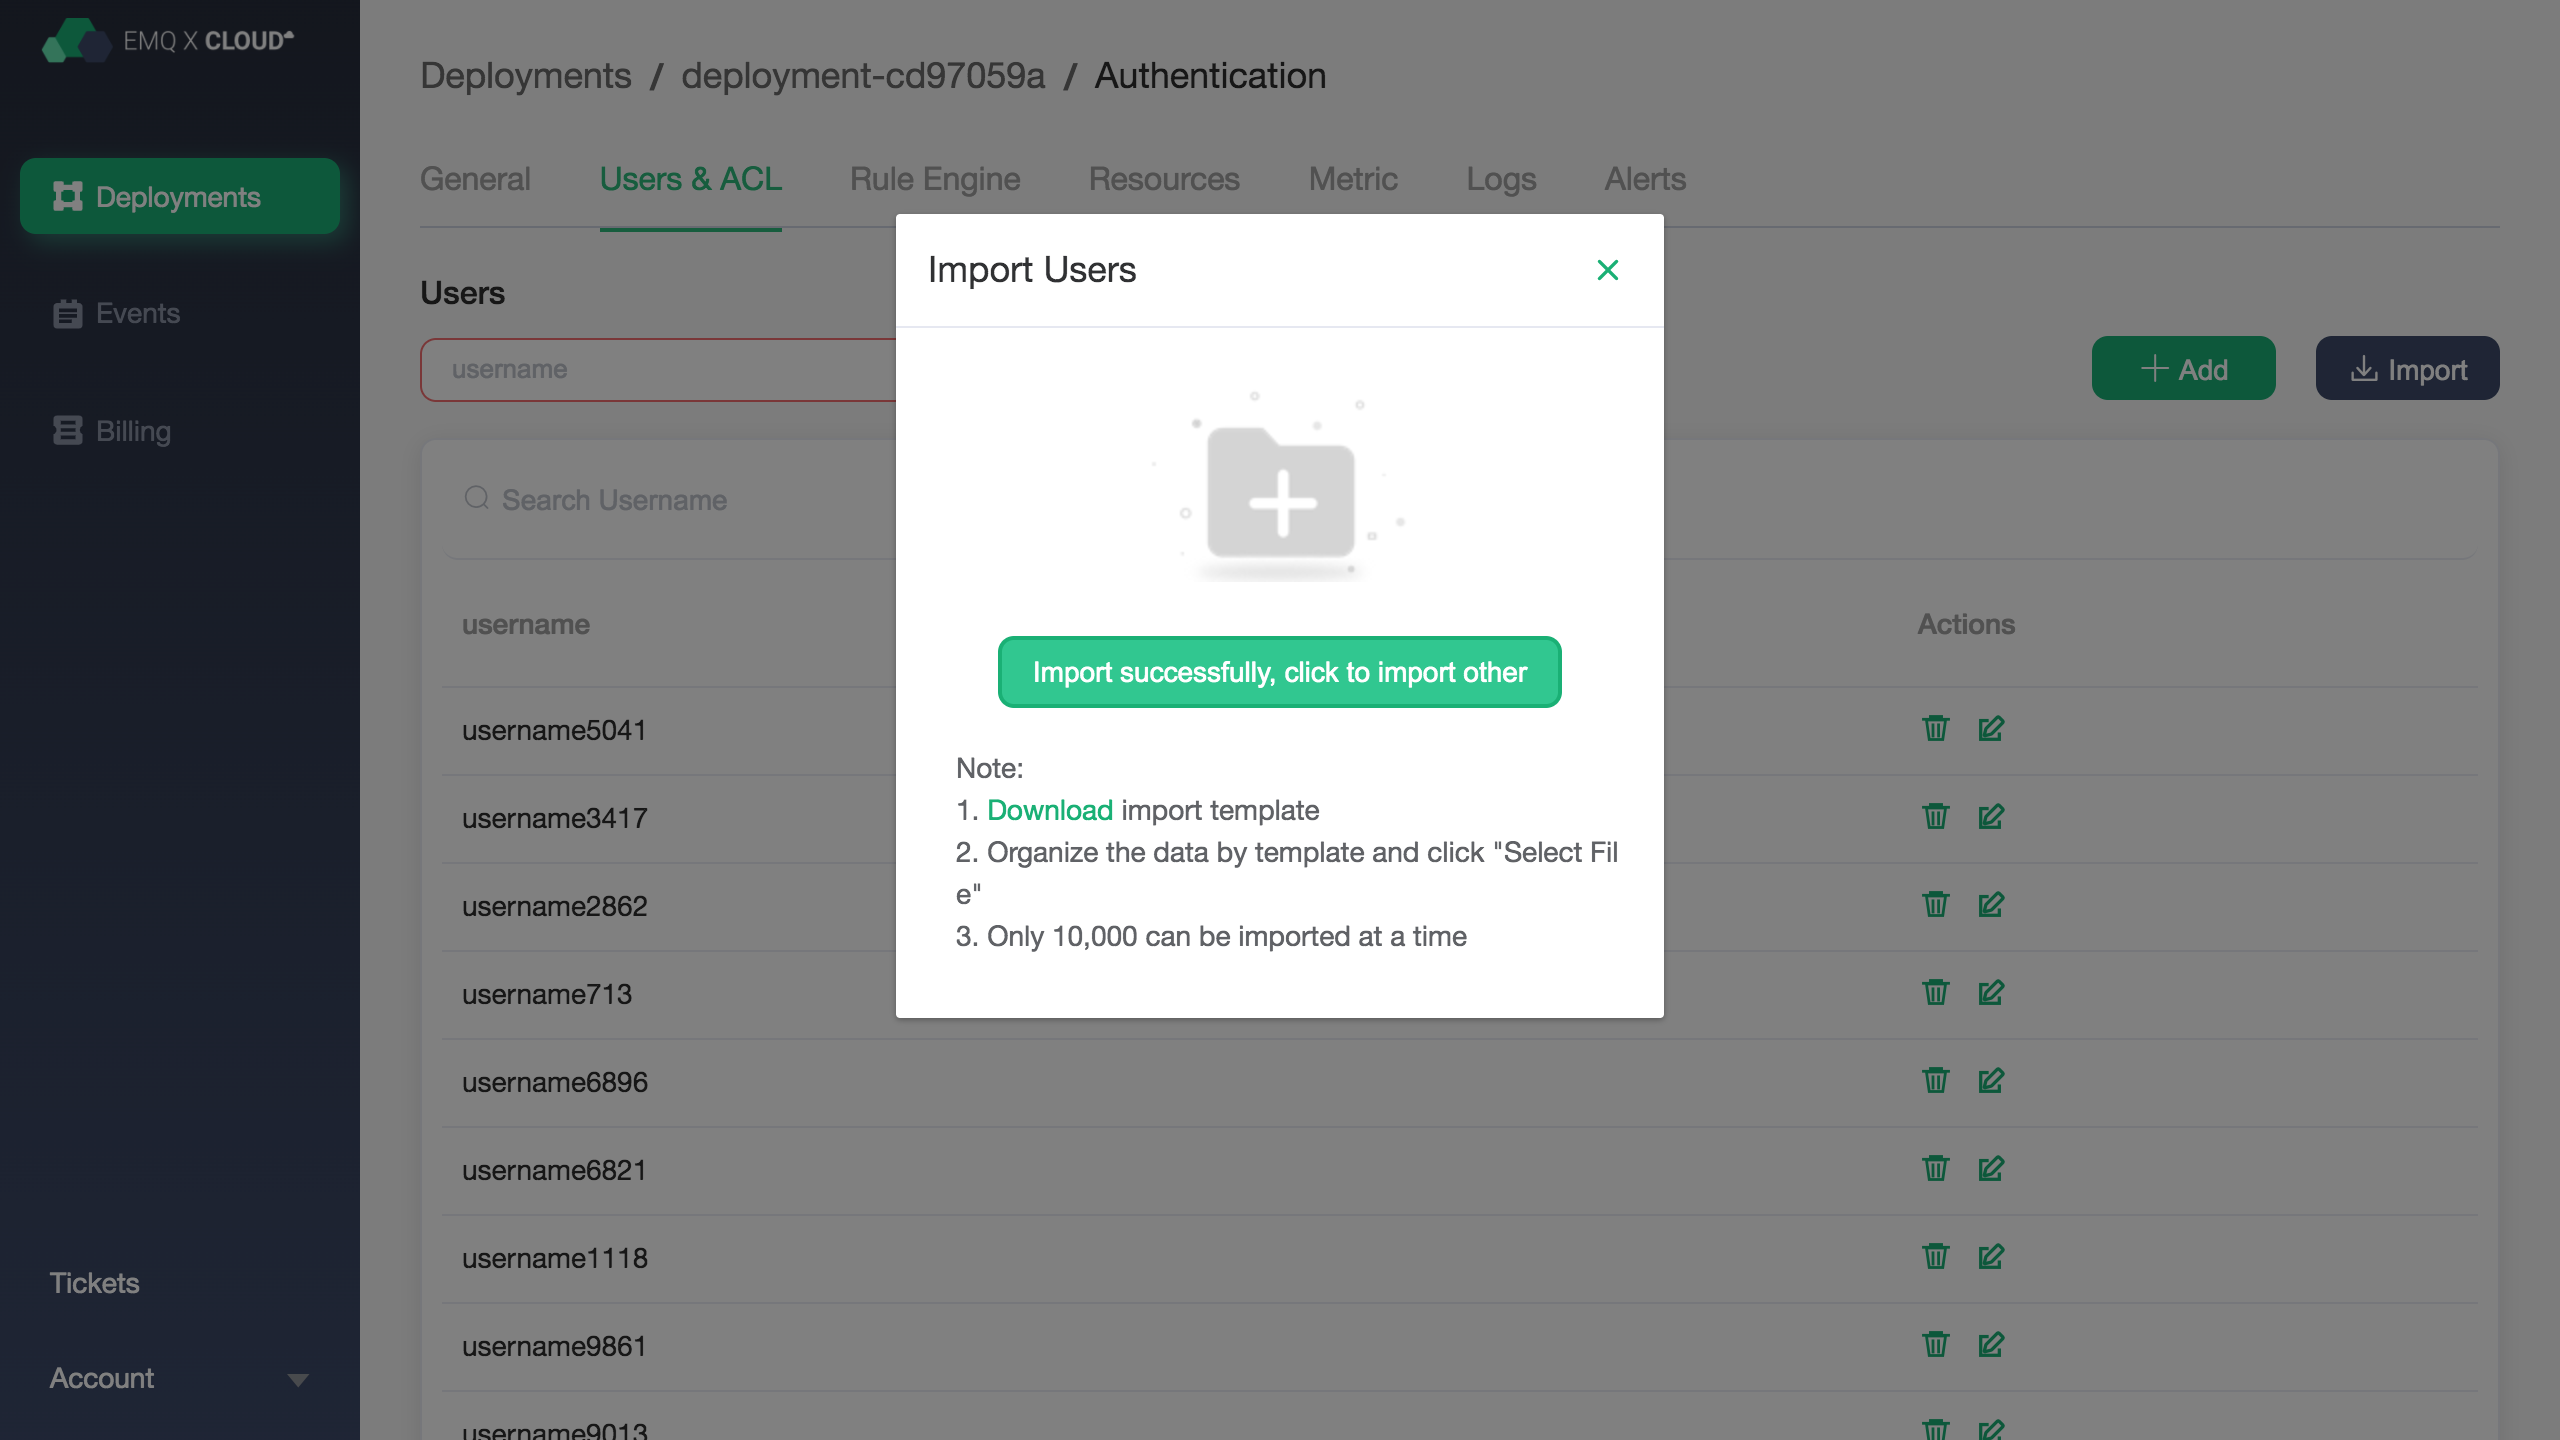 EMQ X CLOUD
Deployments
Events
Billing
Tickets
Account
Deployments / deployment-cd97059a / Authentication
General Users & ACL Rule Engine Resources Metric Logs Alerts
Users
username
Add Import
Search Username
username Actions
username5041
username3417
username2862
username713
username6896
username6821
username1118
username9861
username9013
Import Users
Import successfully, click to import other
Note:
1. Download import template
2. Organize the data by template and click "Select Fil
e"
3. Only 10,000 can be imported at a time